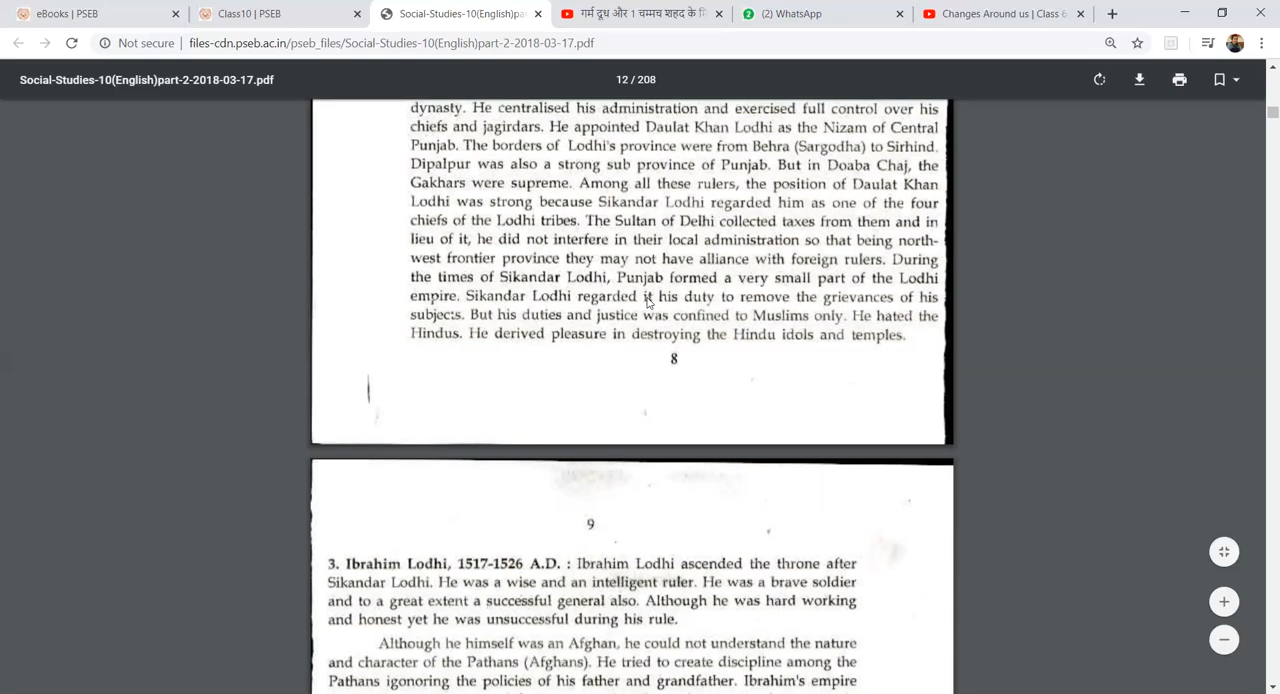 eBooks | PSEB
Class10 | PSEB
Social-Studies-10(English)pa
गर्म दूध और 1 चम्मच शहद के मि
(2) WhatsApp
Changes Around us | Class 6
Not secure | files-cdn.pseb.ac.in/pseb_files/Social-Studies-10(English)part-2-2018-03-17.pdf
Social-Studies-10(English)part-2-2018-03-17.pdf
12 / 208
dynasty. He centralised his administration and exercised full control over his
chiefs and jagirdars. He appointed Daulat Khan Lodhi as the Nizam of Central
Punjab. The borders of Lodhi's province were from Behra (Sargodha) to Sirhind.
Dipalpur was also a strong sub province of Punjab. But in Doaba Chaj, the
Gakhars were supreme. Among all these rulers, the position of Daulat Khan
Lodhi was strong because Sikandar Lodhi regarded him as one of the four
chiefs of the Lodhi tribes. The Sultan of Delhi collected taxes from them and in
lieu of it, he did not interfere in their local administration so that being north-
west frontier province they may not have alliance with foreign rulers. During
the times of Sikandar Lodhi, Punjab formed a very small part of the Lodhi
empire. Sikandar Lodhi regarded it his duty to remove the grievances of his
subjects. But his duties and justice was confined to Muslims only. He hated the
Hindus. He derived pleasure in destroying the Hindu idols and temples.
8
9
3. Ibrahim Lodhi, 1517-1526 A.D. : Ibrahim Lodhi ascended the throne after
Sikandar Lodhi. He was a wise and an intelligent ruler. He was a brave soldier
and to a great extent a successful general also. Although he was hard working
and honest yet he was unsuccessful during his rule.
Although he himself was an Afghan, he could not understand the nature
and character of the Pathans (Afghans). He tried to create discipline among the
Pathans igonoring the policies of his father and grandfather. Ibrahim's empire